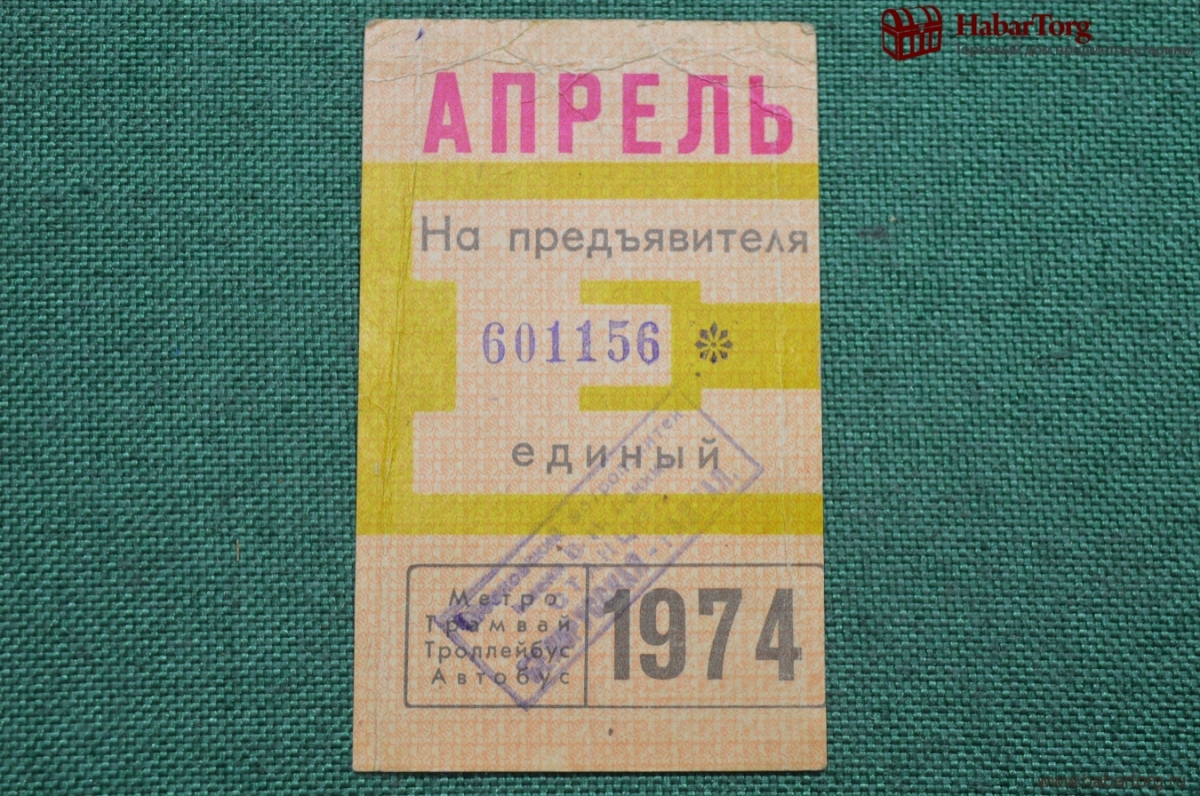 HabarTorg
АПРЕЛЬ
На предъявителя
601156
единый
Метро
Трамвай
Троллейбус
Автобус
1974